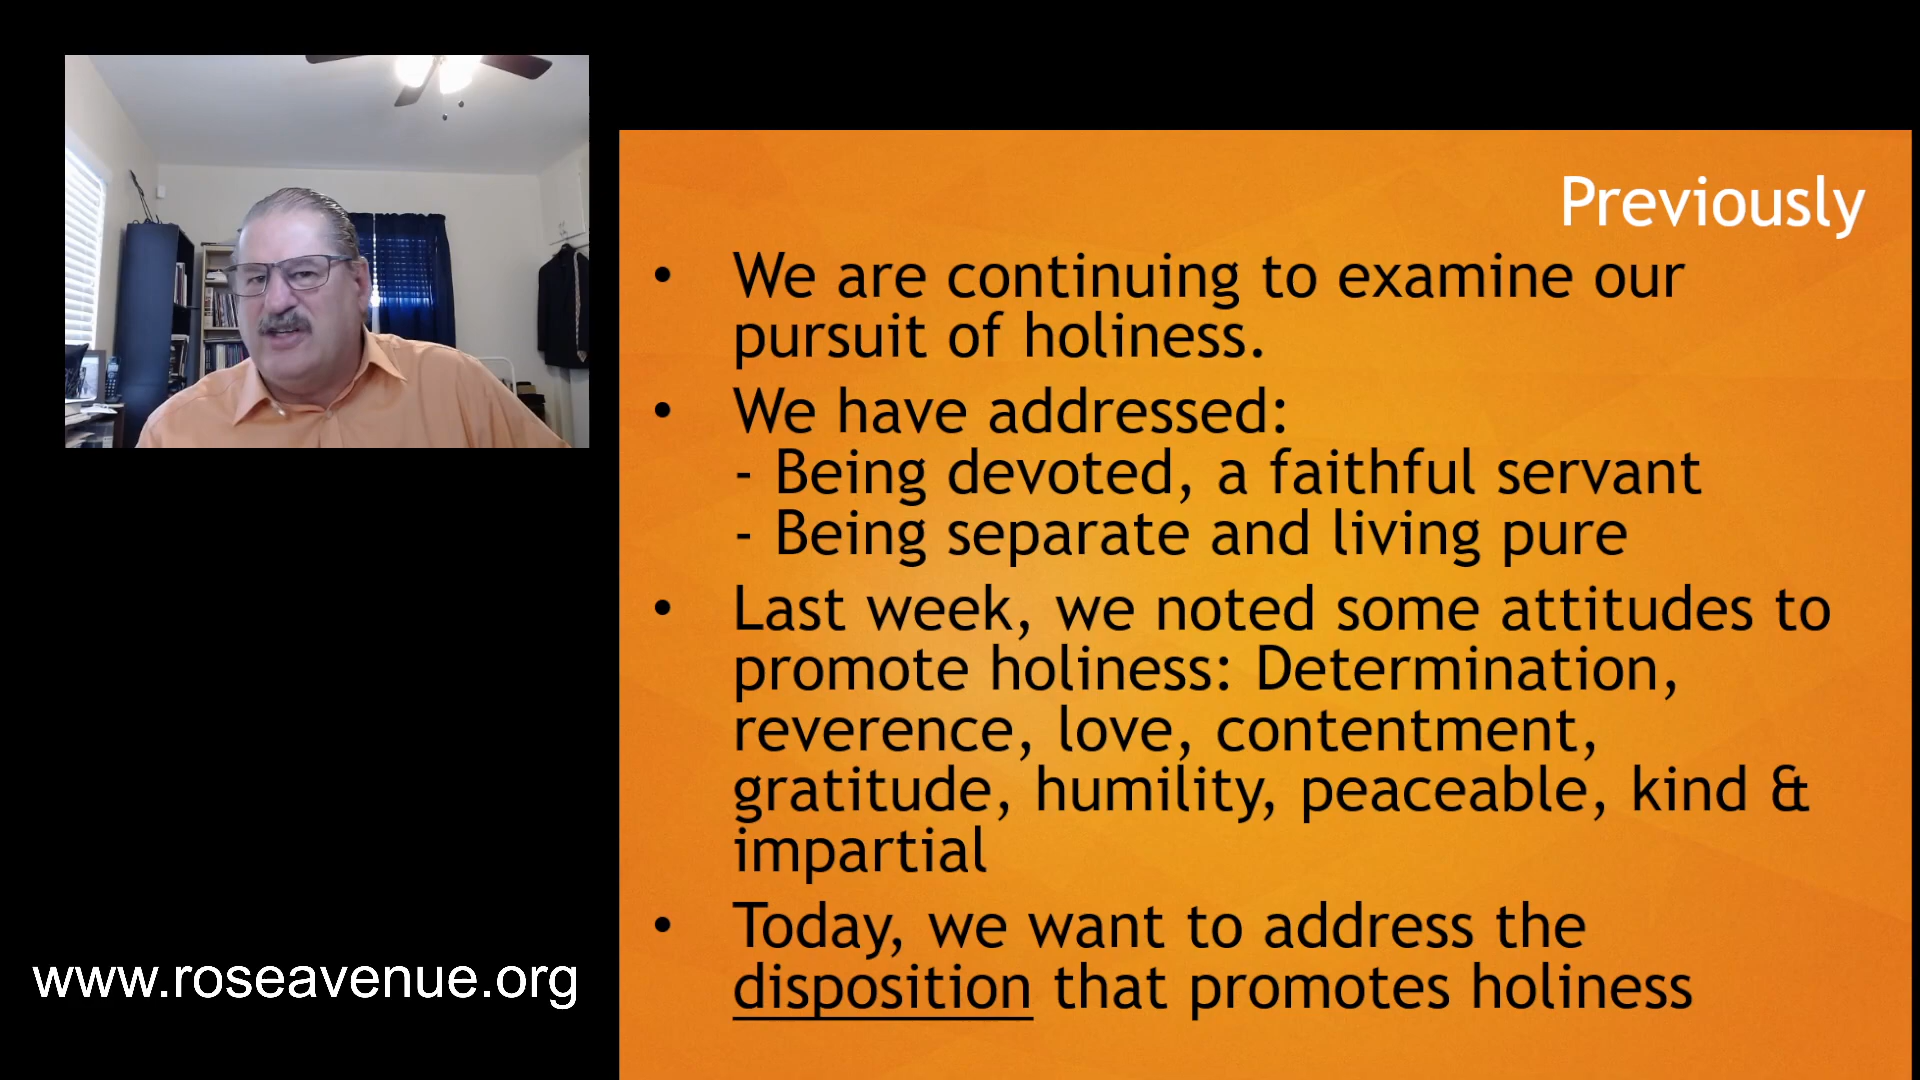 Previously
• We are continuing to examine our
pursuit of holiness.
• We have addressed:
- Being devoted, a faithful servant
- Being separate and living pure
• Last week, we noted some attitudes to
promote holiness: Determination,
reverence, love, contentment,
gratitude, humility, peaceable, kind &
impartial
• Today, we want to address the
disposition that promotes holiness
www.roseavenue.org